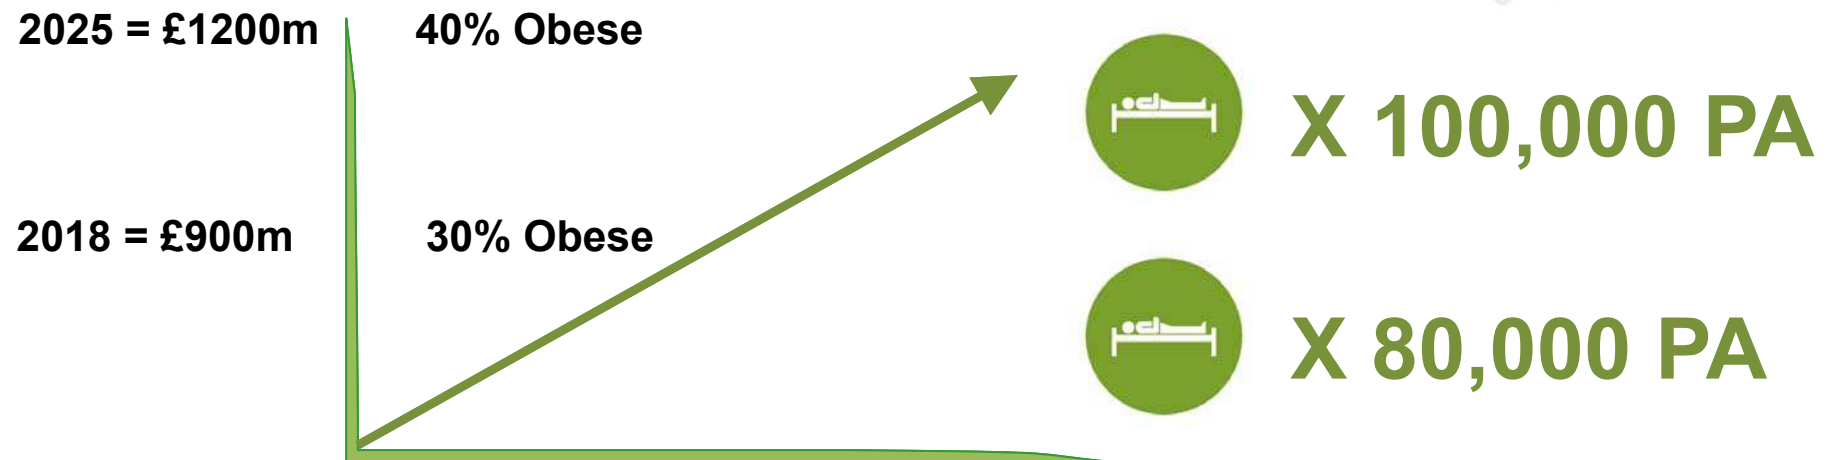 2025 = £1200m
40% Obese
X 100,000 PA
2018 = £900m
30% Obese
X 80,000 PA